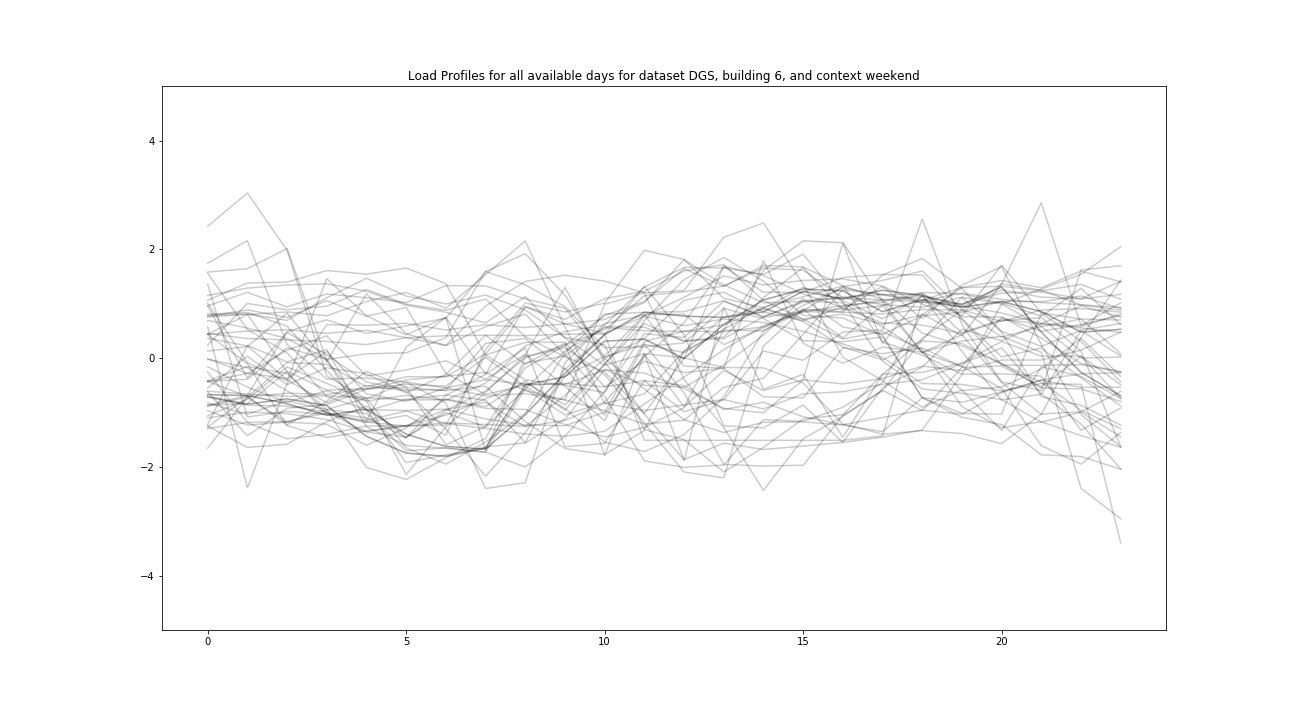 Load Profiles for all available days for dataset DGS, building 6, and context weekend
4
2
0
−2
−4
0 5 10 15 20